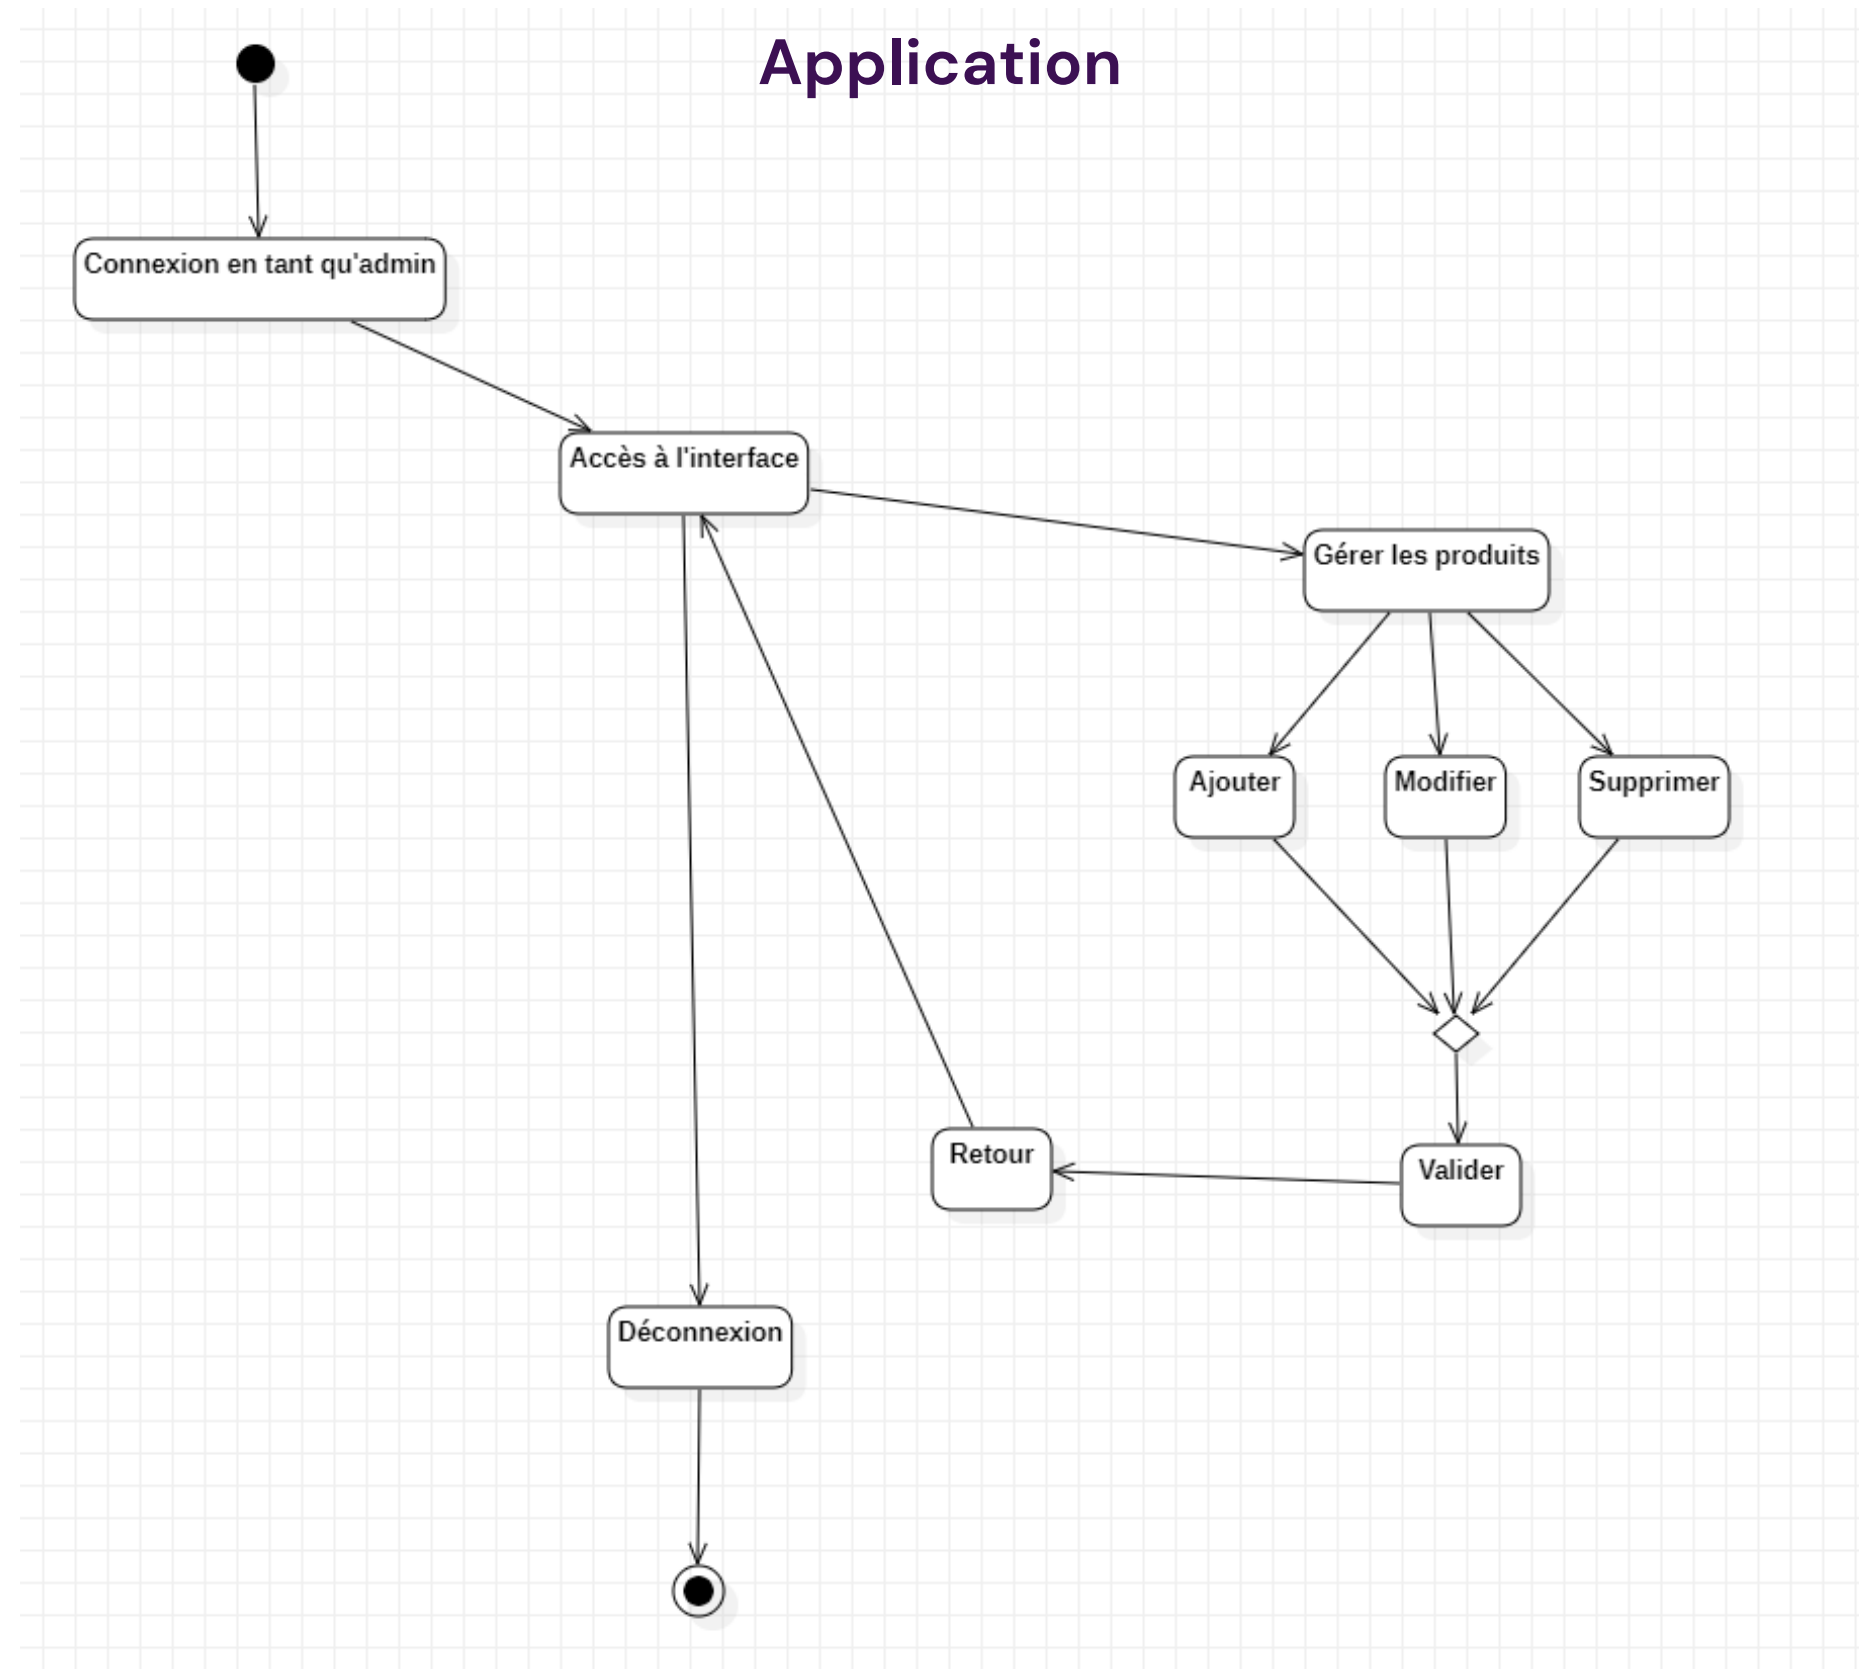 Application
Connexion en tant qu'admin
Accès à l'interface
Gérer les produits
Ajouter
Modifier
Supprimer
Retour
Valider
Déconnexion